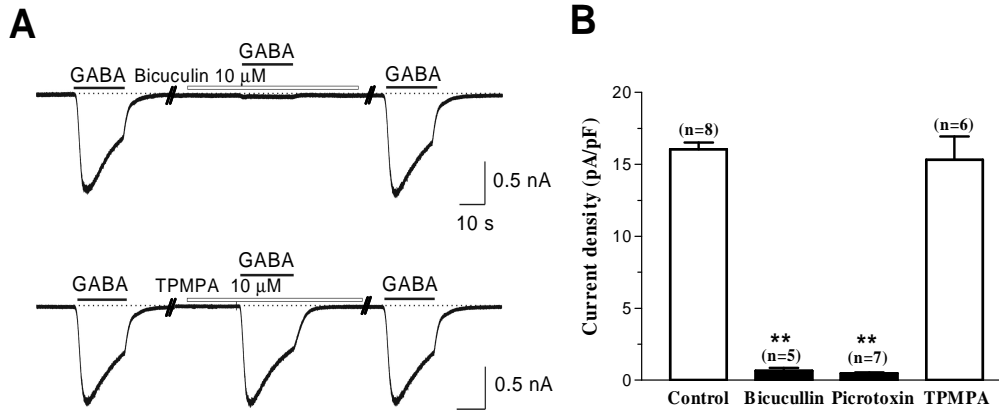 A
GABA
GABA Bicuculin 10 μM GABA
0.5 nA
10 s
GABA
GABA TPMPA 10 μM GABA
0.5 nA
B
Current density (pA/pF)
20
15
10
5
0
(n=8)
(n=6)
** **
(n=5) (n=7)
Control Bicucullin Picrotoxin TPMPA